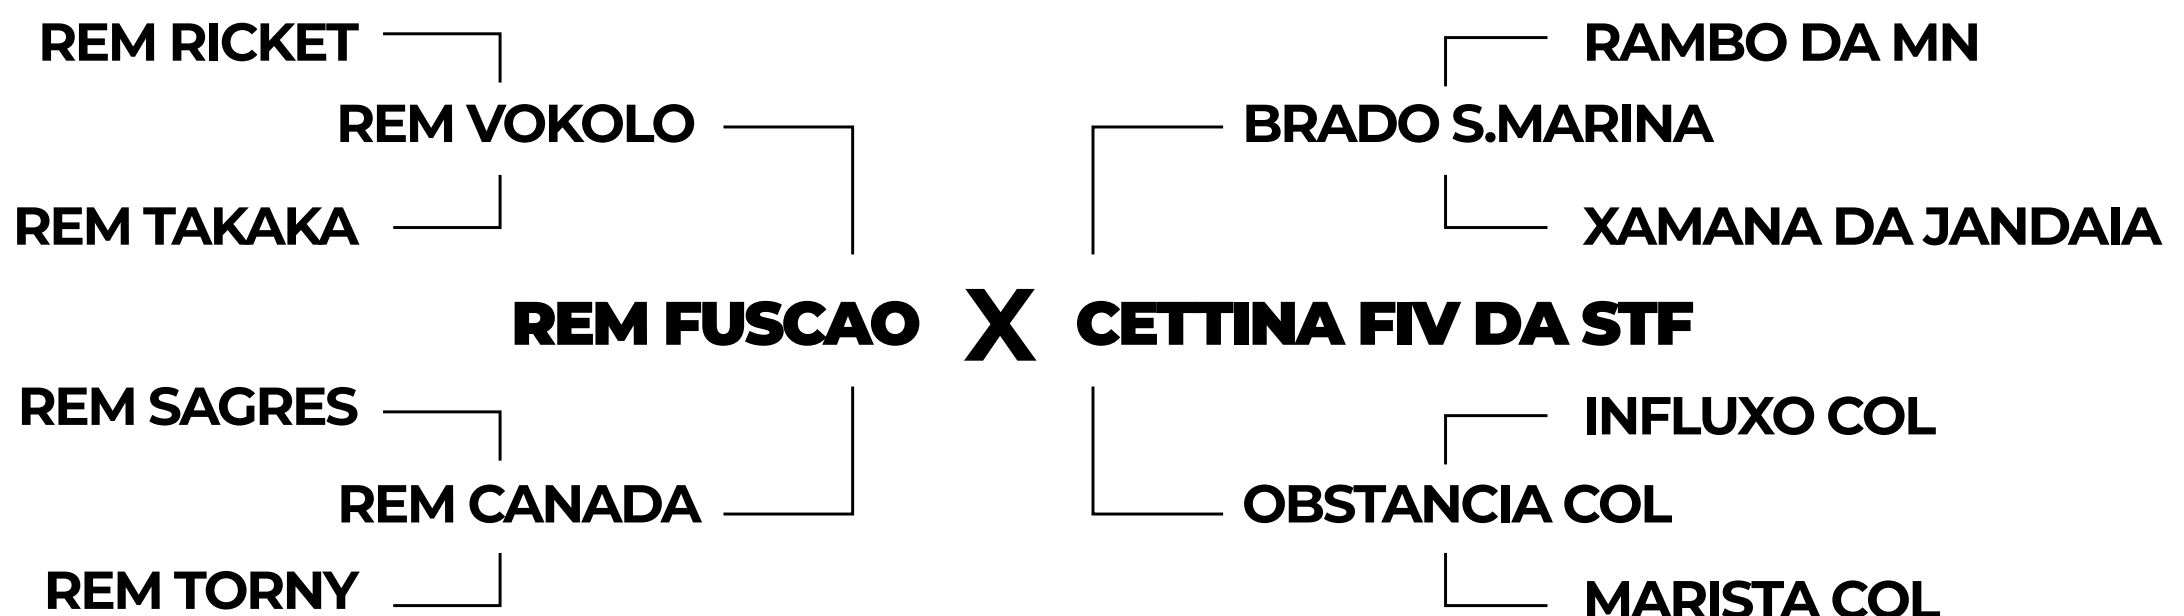 REM RICKET
RAMBO DA MN
REM VOKOLO
BRADO S.MARINA
REM TAKAKA
XAMANA DA JANDAIA
REM FUSCAO X CETTINA FIV DA STF
REM SAGRES
INFLUXO COL
REM CANADA
OBSTANCIA COL
REM TORNY
MARISTA COL